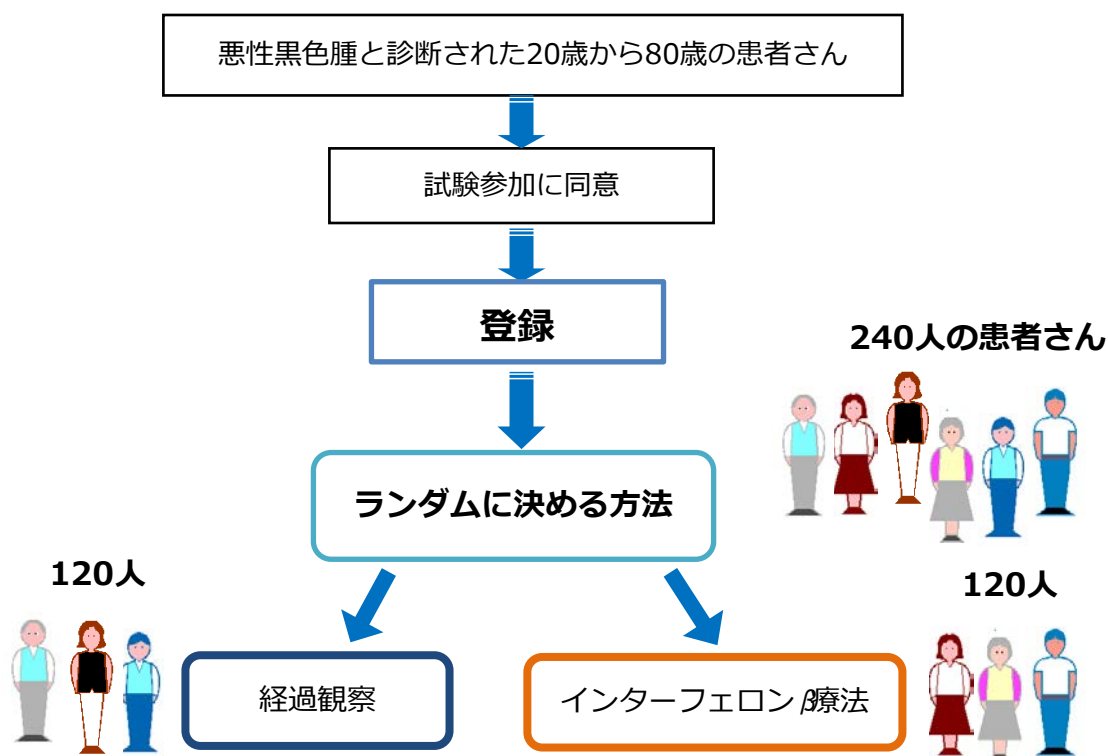 悪性黒色腫と診断された20歳から80歳の患者さん
試験参加に同意
登録
240人の患者さん
ランダムに決める方法
120人
120人
経過観察
インターフェロンβ療法